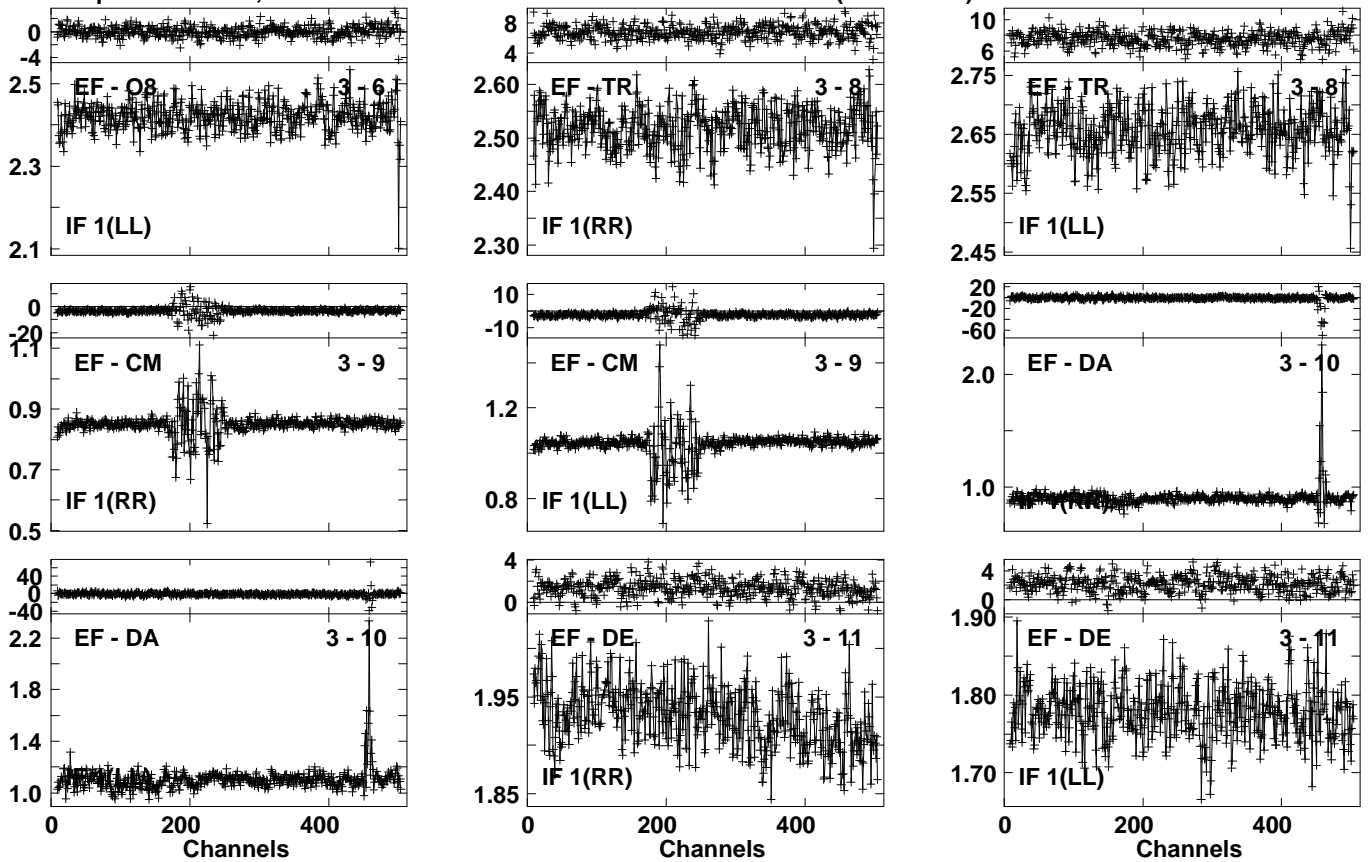 0
-4
2.5
2.3
2.1
EF - O8
3 - 6
IF 1(LL)
8
4
2.60
2.50
2.40
2.30
EF - TR
3 - 8
IF 1(RR)
10
6
2.75
2.65
2.55
2.45
EF - TR
3 - 8
IF 1(LL)
0
-20
1.1
0.9
0.7
0.5
EF - CM
3 - 9
IF 1(RR)
10
-10
1.2
0.8
EF - CM
3 - 9
IF 1(LL)
20
-20
-60
2.0
1.0
EF - DA
3 - 10
IF 1(RR)
40
0
-40
2.2
1.8
1.4
1.0
EF - DA
3 - 10
0 200 400
Channels
4
0
1.95
1.85
EF - DE
3 - 11
IF 1(RR)
0 200 400
Channels
4
0
1.90
1.80
1.70
EF - DE
3 - 11
IF 1(LL)
0 200 400
Channels